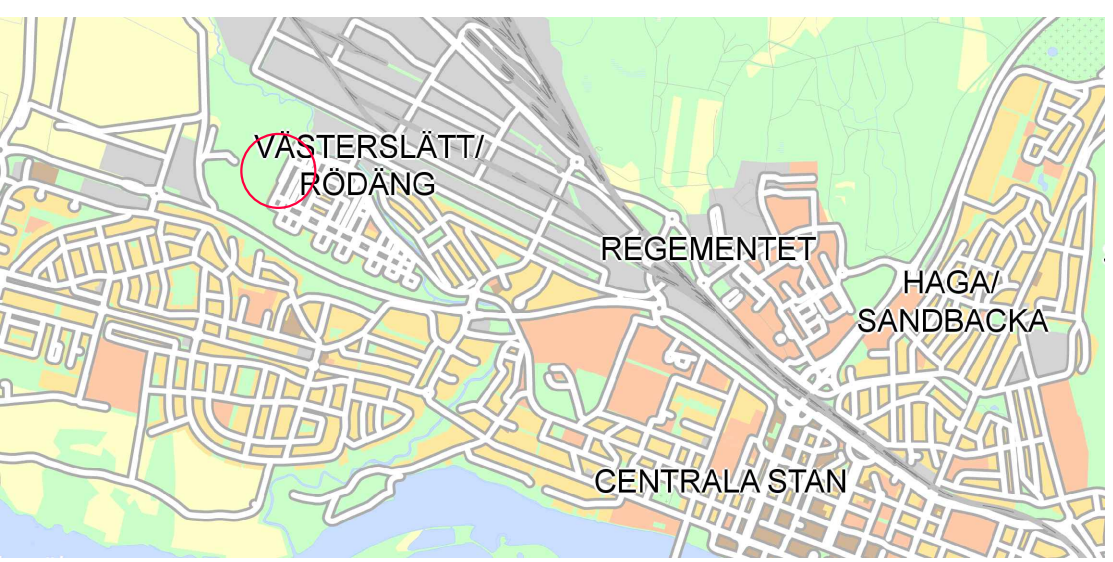 VÄSTERSLÄTT/
RÖDÄNG
REGEMENTET
HAGA/
SANDBACKA
CENTRALA STAN